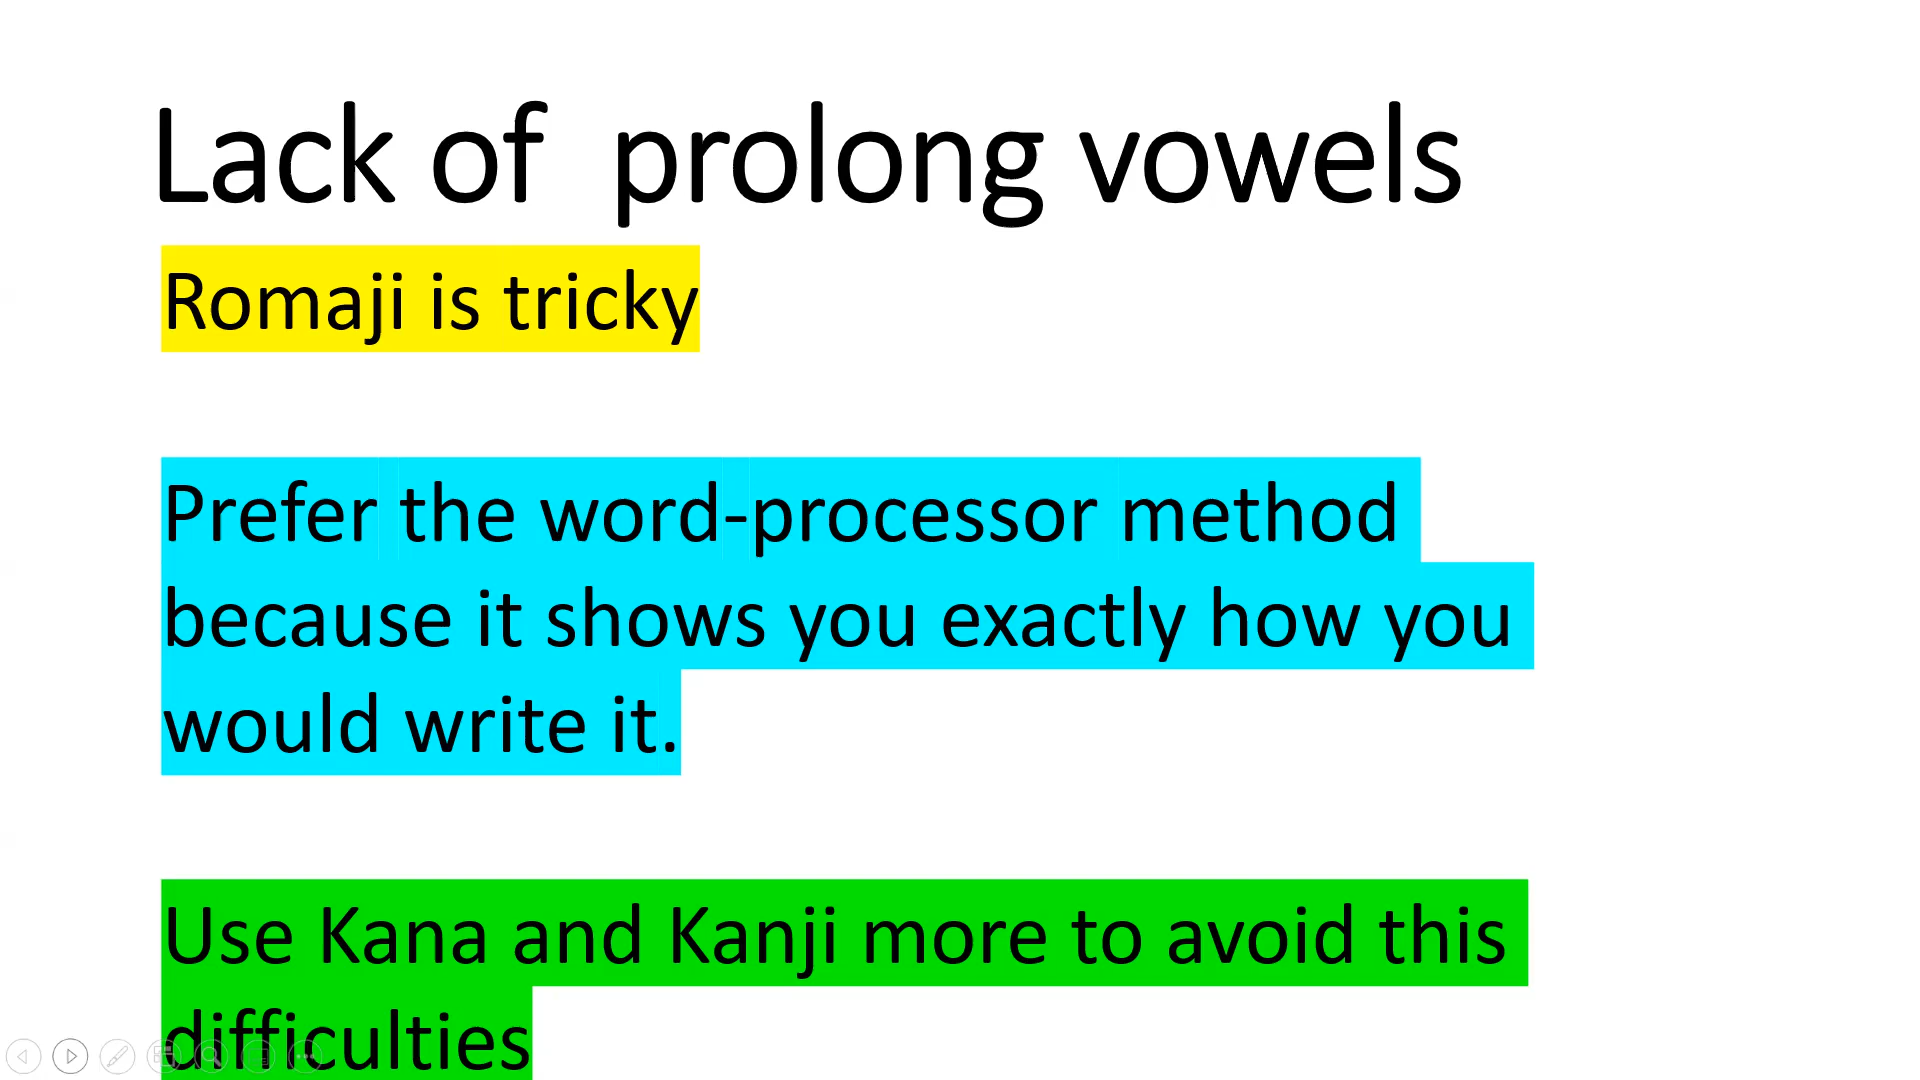 Lack of  prolong vowels
Romaji is tricky
Prefer the word-processor method
because it shows you exactly how you
would write it.
Use Kana and Kanji more to avoid this
difficulties